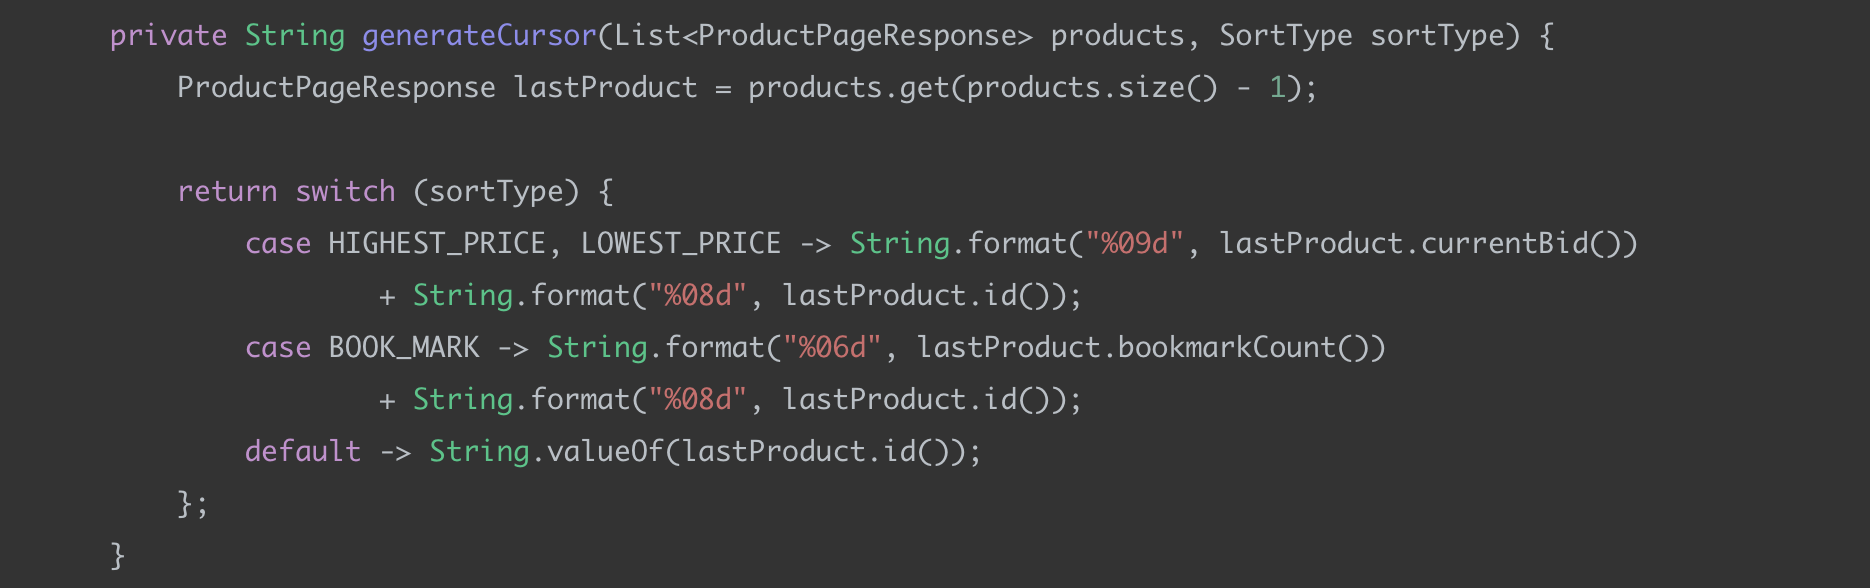 private String generateCursor(List<ProductPageResponse> products, SortType sortType) {
    ProductPageResponse lastProduct = products.get(products.size() - 1);

    return switch (sortType) {
        case HIGHEST_PRICE, LOWEST_PRICE -> String.format("%09d", lastProduct.currentBid())
                + String.format("%08d", lastProduct.id());
        case BOOK_MARK -> String.format("%06d", lastProduct.bookmarkCount())
                + String.format("%08d", lastProduct.id());
        default -> String.valueOf(lastProduct.id());
    };
}